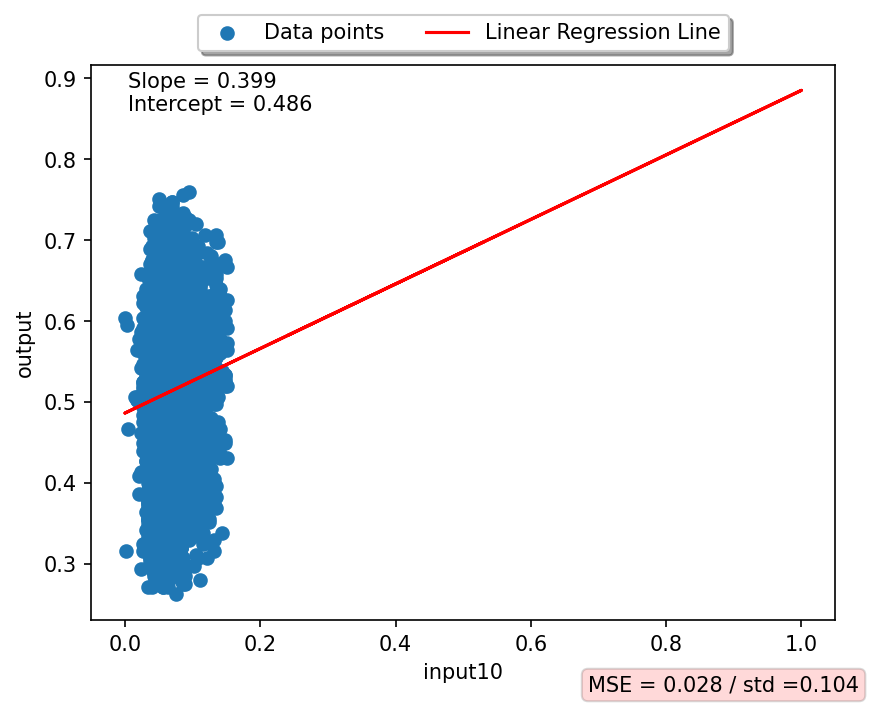 Data points
Linear Regression Line
Slope = 0.399
Intercept = 0.486
0.9
0.8
0.7
0.6
0.5
0.4
0.3
output
0.0
0.2
0.4
0.6
0.8
1.0
input10
MSE = 0.028 / std =0.104